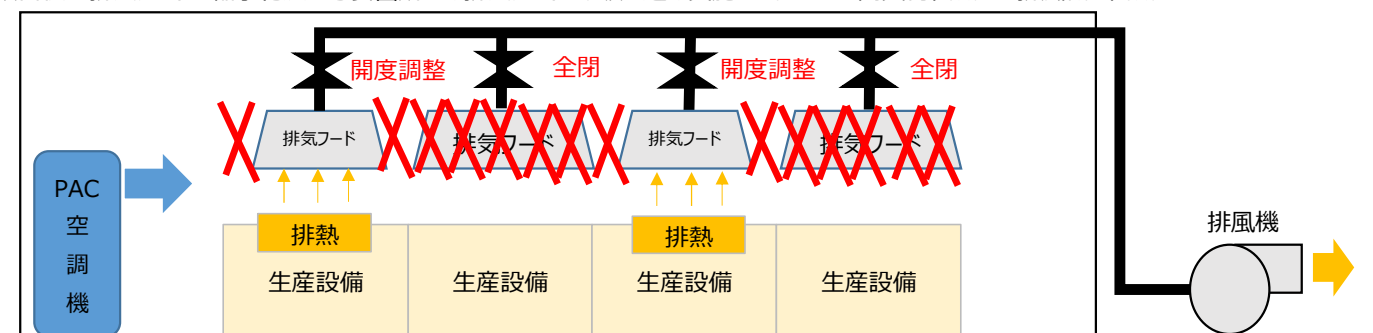 開度調整
全閉
開度調整
全閉
排気フード
排気フード
排気フード
排気フード
PAC
空
調
機
排熱
排熱
生産設備
生産設備
生産設備
生産設備
排風機